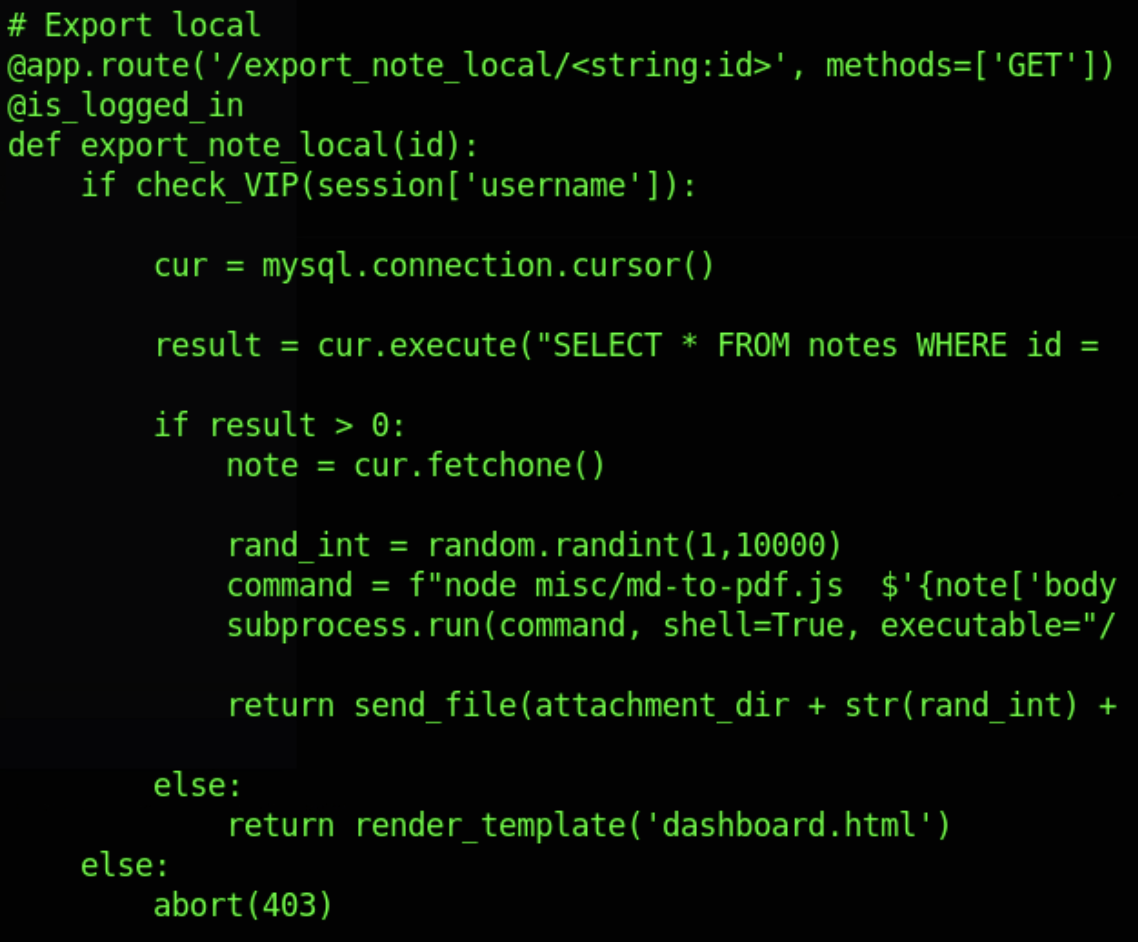 # Export local
@app.route('/export_note_local/<string:id>', methods=['GET'])
@is_logged_in
def export_note_local(id):
    if check_VIP(session['username']):

        cur = mysql.connection.cursor()

        result = cur.execute("SELECT * FROM notes WHERE id =

        if result > 0:
            note = cur.fetchone()

            rand_int = random.randint(1,10000)
            command = f"node misc/md-to-pdf.js  $'{note['body
            subprocess.run(command, shell=True, executable="/

            return send_file(attachment_dir + str(rand_int) +

        else:
            return render_template('dashboard.html')
    else:
        abort(403)